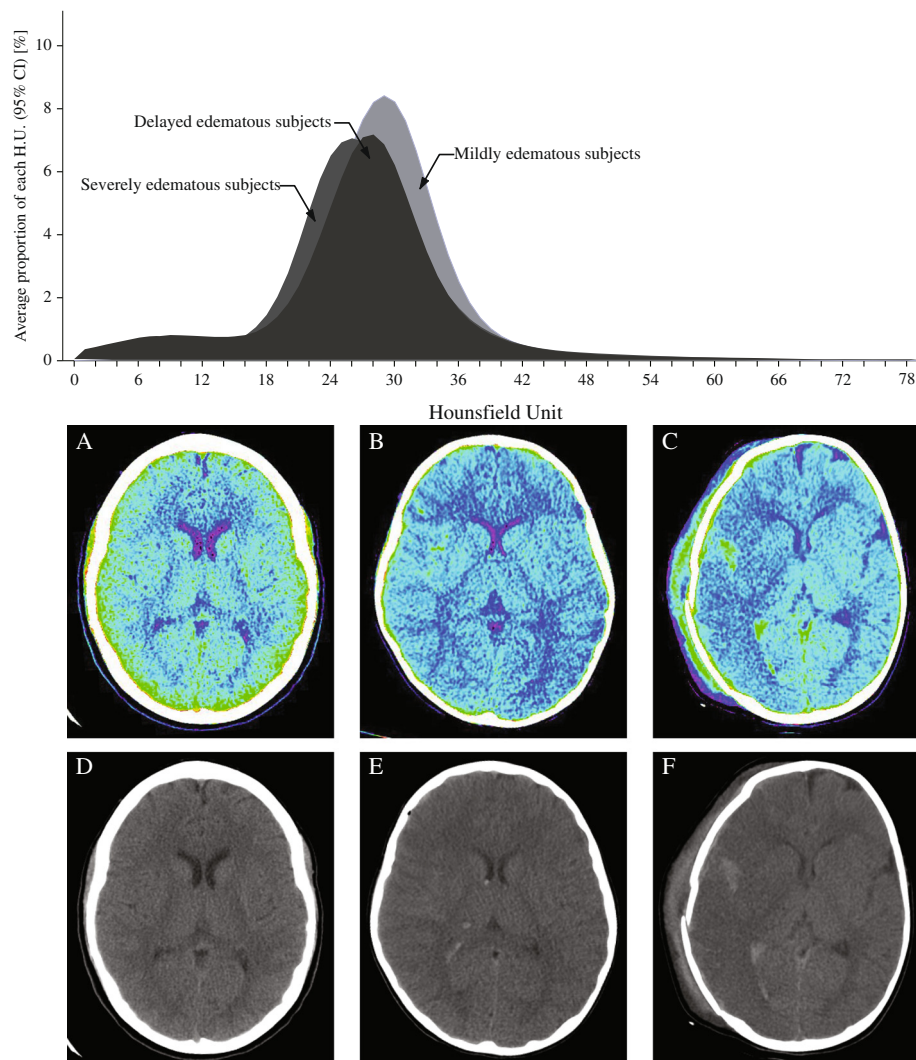 Average proportion of each H.U. (95% CI) [%]
10
8
6
4
2
0
Delayed edematous subjects
Mildly edematous subjects
Severely edematous subjects
0 6 12 18 24 30 36 42 48 54 60 66 72 78
Hounsfield Unit
A B C
D E F